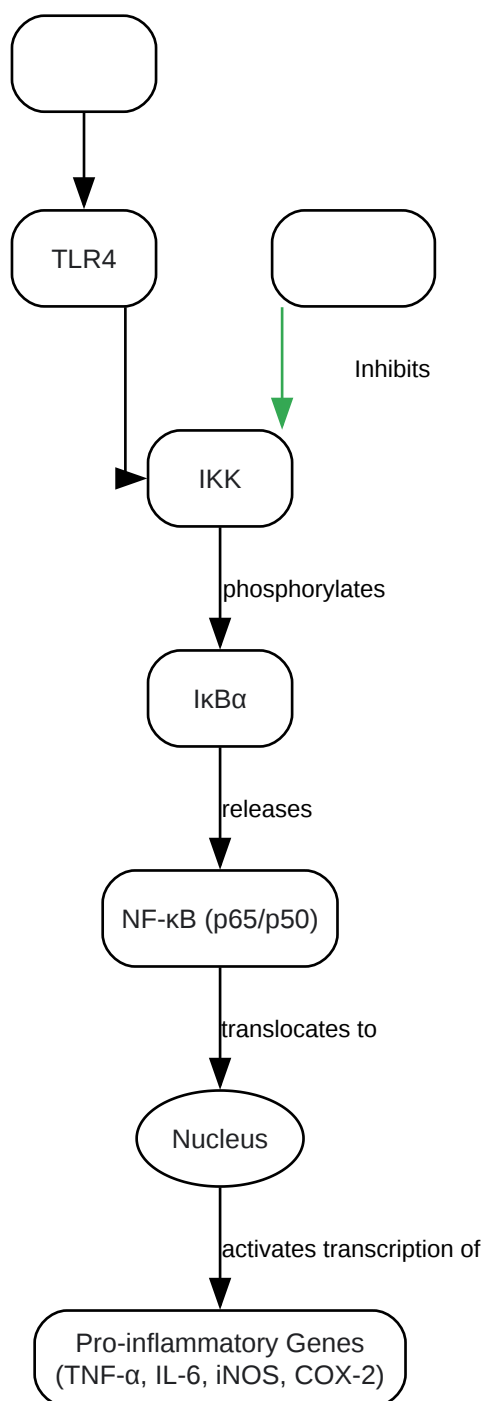 TLR4
Inhibits
IKK
phosphorylates
IκBα
releases
NF-κB (p65/p50)
translocates to
Nucleus
activates transcription of
Pro-inflammatory Genes
(TNF-α, IL-6, iNOS, COX-2)